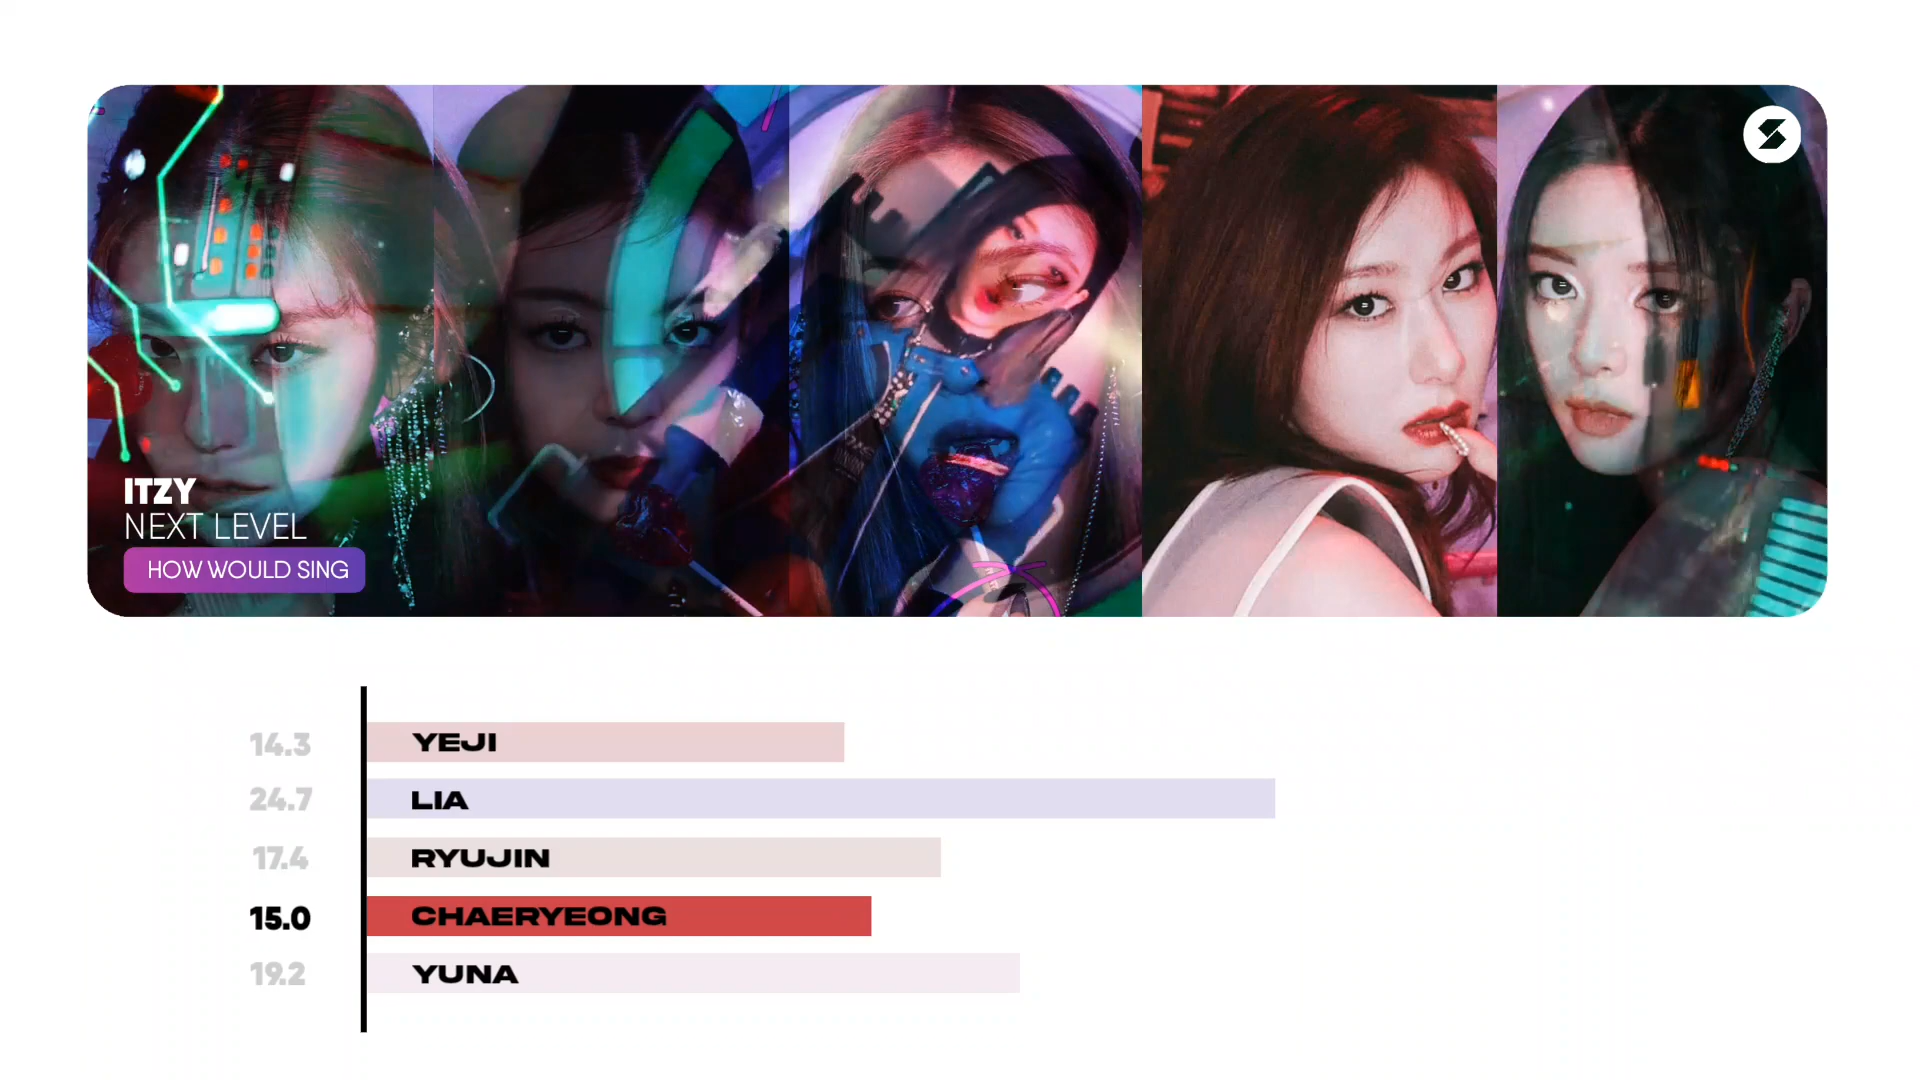 ITZY
NEXT LEVEL
HOW WOULD SING
14.3 YEJI
24.7 LIA
17.4 RYUJIN
15.0 CHAERYEONG
19.2 YUNA